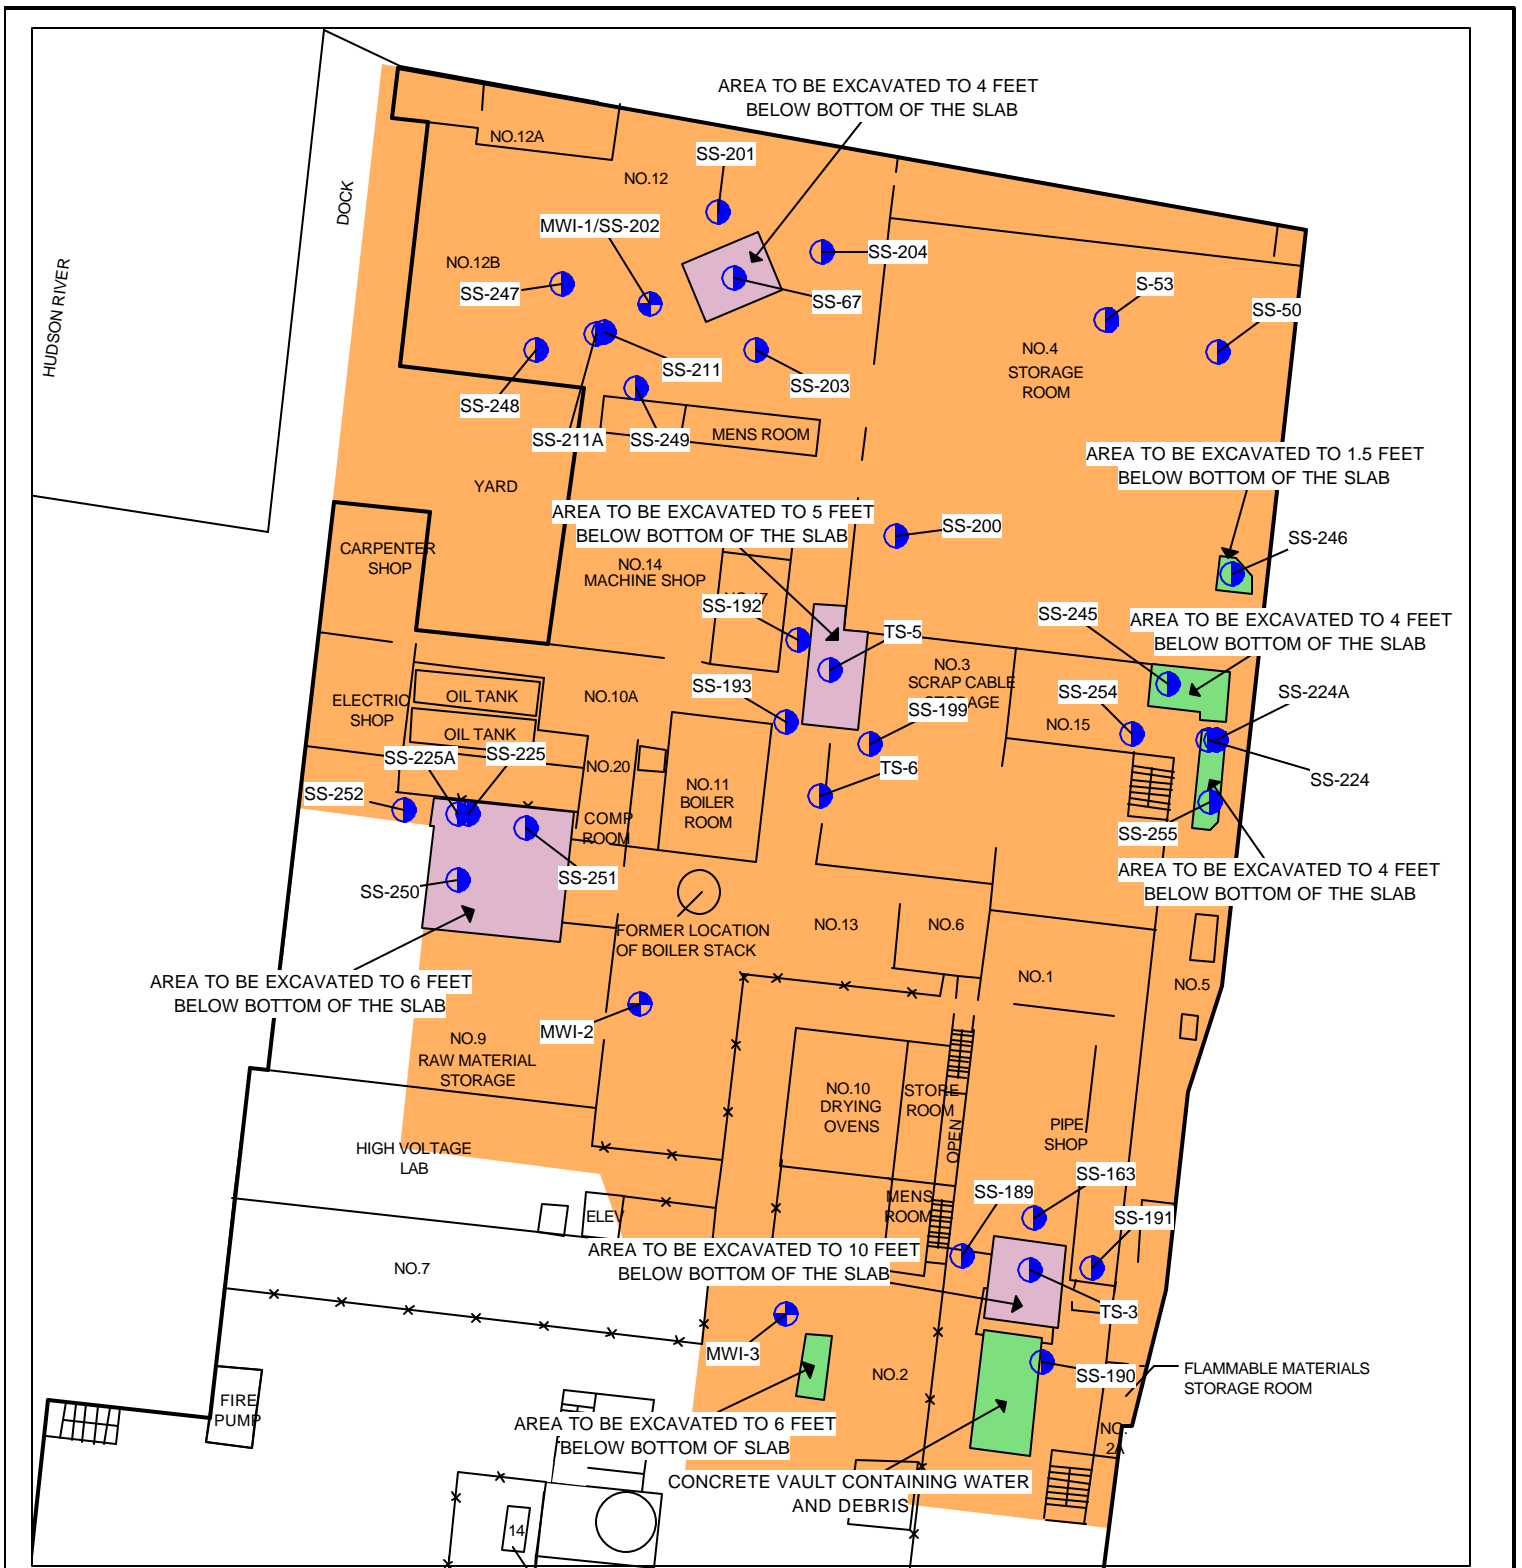 AREA TO BE EXCAVATED TO 4 FEET
BELOW BOTTOM OF THE SLAB
NO.12A
SS-201
NO.12
DOCK
MWI-1/SS-202
SS-204
NO.12B
SS-247
SS-67
S-53
SS-50
HUDSON RIVER
NO.4
STORAGE
ROOM
SS-211
SS-203
SS-248
SS-211A
SS-249
MENS ROOM
AREA TO BE EXCAVATED TO 1.5 FEET
BELOW BOTTOM OF THE SLAB
YARD
AREA TO BE EXCAVATED TO 5 FEET
BELOW BOTTOM OF THE SLAB
SS-200
SS-246
CARPENTER
SHOP
NO.14
MACHINE SHOP
SS-192
SS-245
AREA TO BE EXCAVATED TO 4 FEET
BELOW BOTTOM OF THE SLAB
TS-5
NO.3
SCRAP CABLE
SS-193
SS-254
SS-224A
ELECTRIC
SHOP
OIL TANK
NO.10A
SS-199
NO.15
OIL TANK
SS-225A
SS-225
NO.20
TS-6
SS-224
SS-252
NO.11
BOILER
ROOM
COMP
ROOM
SS-255
SS-250
SS-251
AREA TO BE EXCAVATED TO 4 FEET
BELOW BOTTOM OF THE SLAB
FORMER LOCATION
OF BOILER STACK
NO.13
NO.6
AREA TO BE EXCAVATED TO 6 FEET
BELOW BOTTOM OF THE SLAB
NO.1
NO.5
MWI-2
NO.9
RAW MATERIAL
STORAGE
NO.10
DRYING
OVENS
STORE
ROOM
OPEN
PIPE
SHOP
HIGH VOLTAGE
LAB
SS-163
MENS
ROOM
SS-189
SS-191
ELEV
AREA TO BE EXCAVATED TO 10 FEET
BELOW BOTTOM OF THE SLAB
NO.7
TS-3
MWI-3
NO.2
SS-190
FLAMMABLE MATERIALS
STORAGE ROOM
FIRE
PUMP
AREA TO BE EXCAVATED TO 6 FEET
BELOW BOTTOM OF SLAB
NO.
2A
CONCRETE VAULT CONTAINING WATER
AND DEBRIS
14